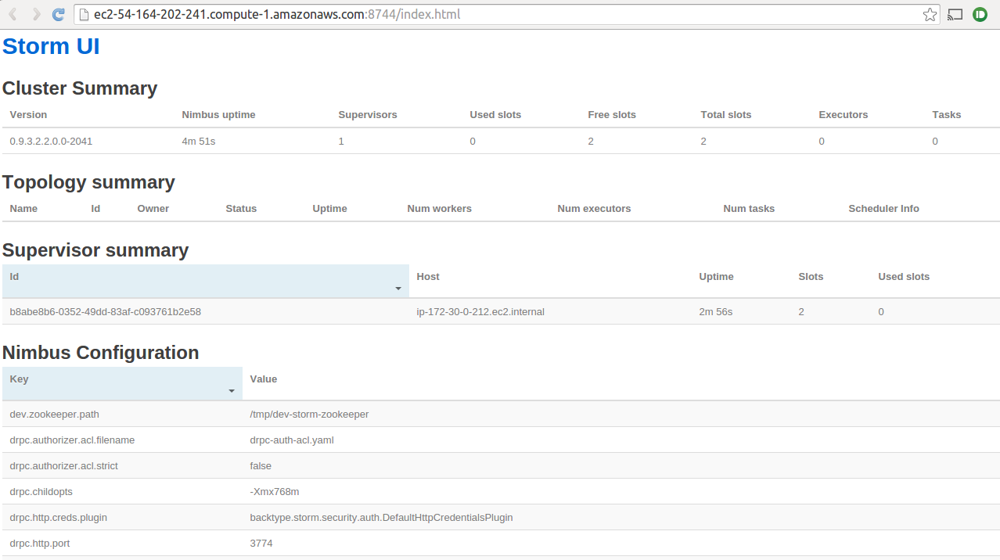 ec2-54-164-202-241.compute-1.amazonaws.com:8744/index.html
Storm UI
Cluster Summary
Version Nimbus uptime Supervisors Used slots Free slots Total slots Executors Tasks
0.9.3.2.2.0.0-2041 4m 51s 1 0 2 2 0 0
Topology summary
Name Id Owner Status Uptime Num workers Num executors Num tasks Scheduler Info
Supervisor summary
Id Host Uptime Slots Used slots
b8abe8b6-0352-49dd-83af-c093761b2e58 ip-172-30-0-212.ec2.internal 2m 56s 2 0
Nimbus Configuration
Key Value
dev.zookeeper.path /tmp/dev-storm-zookeeper
drpc.authorizer.acl.filename drpc-auth-acl.yaml
drpc.authorizer.acl.strict false
drpc.childopts -Xmx768m
drpc.http.creds.plugin backtype.storm.security.auth.DefaultHttpCredentialsPlugin
drpc.http.port 3774